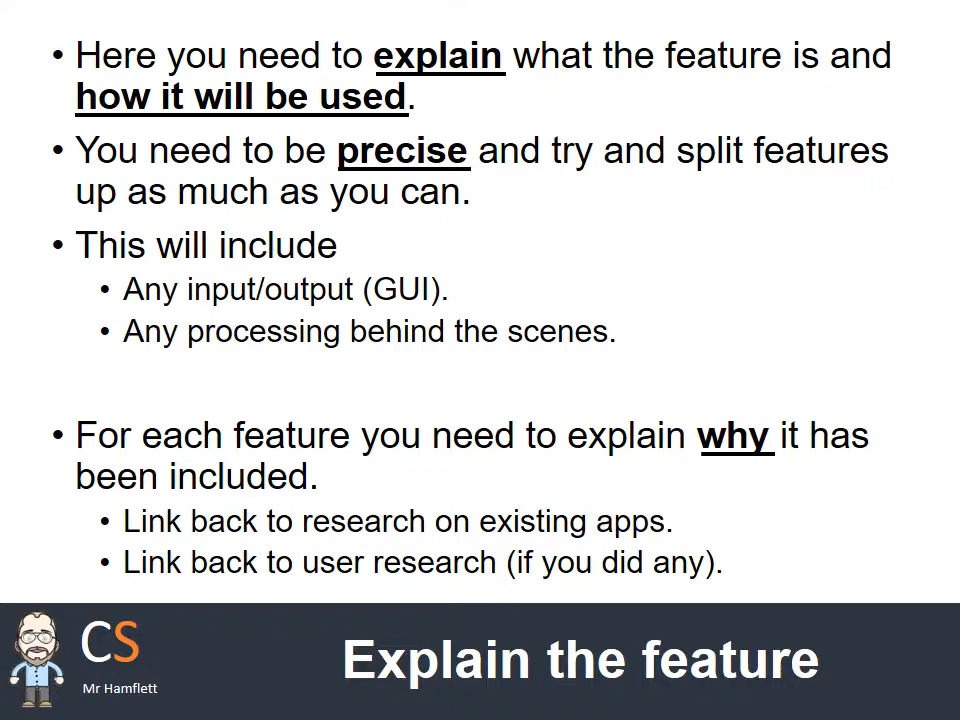 • Here you need to explain what the feature is and
how it will be used.
• You need to be precise and try and split features
up as much as you can.
• This will include
• Any input/output (GUI).
• Any processing behind the scenes.
• For each feature you need to explain why it has
been included.
• Link back to research on existing apps.
• Link back to user research (if you did any).
CS
Mr Hamflett
Explain the feature